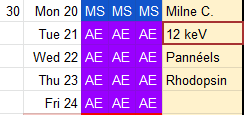 30 Mon 20 MS MS MS Milne C.
Tue 21 AE AE AE 12 keV
Wed 22 AE AE AE Pannéels
Thu 23 AE AE AE Rhodopsin
Fri 24 AE AE AE